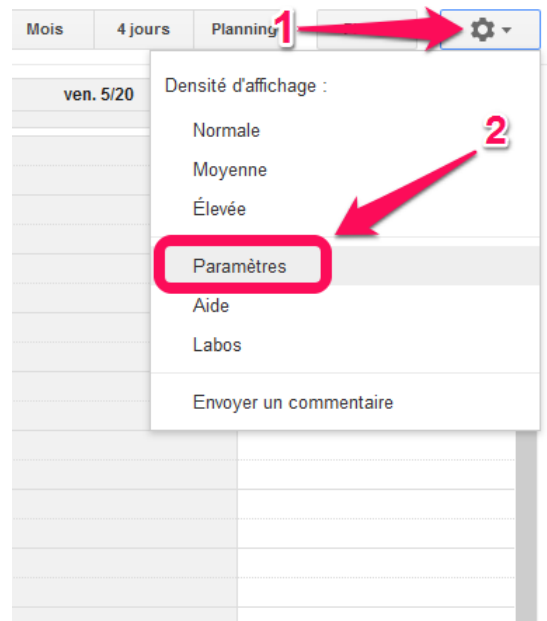 Mois 4 jours Planning 1
ven. 5/20
Densité d'affichage :
Normale
2
Moyenne
Élevée
Paramètres
Aide
Labos
Envoyer un commentaire